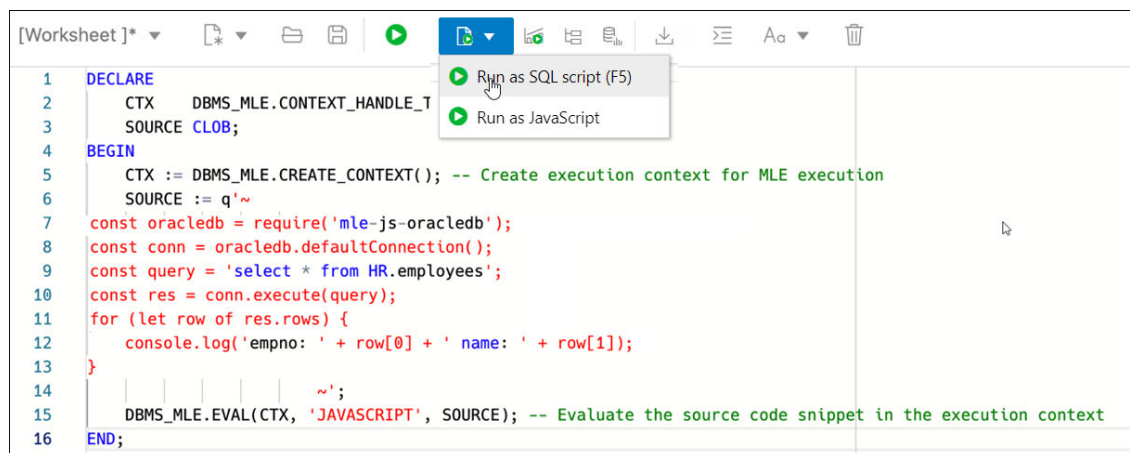 [Worksheet ]*
Aa
Run as SQL script (F5)
Run as JavaScript
1 DECLARE
2 CTX DBMS_MLE.CONTEXT_HANDLE_T
3 SOURCE CLOB;
4 BEGIN
5 CTX := DBMS_MLE.CREATE_CONTEXT(); -- Create execution context for MLE execution
6 SOURCE := q'~
7 const oracledb = require('mle-js-oracledb');
8 const conn = oracledb.defaultConnection();
9 const query = 'select * from HR.employees';
10 const res = conn.execute(query);
11 for (let row of res.rows) {
12 console.log('empno: ' + row[0] + ' name: ' + row[1]);
13 }
14 ~';
15 DBMS_MLE.EVAL(CTX, 'JAVASCRIPT', SOURCE); -- Evaluate the source code snippet in the execution context
16 END;